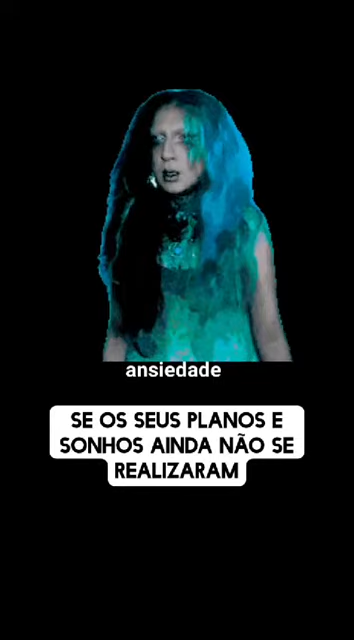 ansiedade
SE OS SEUS PLANOS E
SONHOS AINDA NÃO SE
REALIZARAM